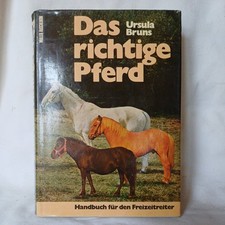 Das
Ursula
Bruns
richtige
Pferd
Handbuch für den Freizeitreiter